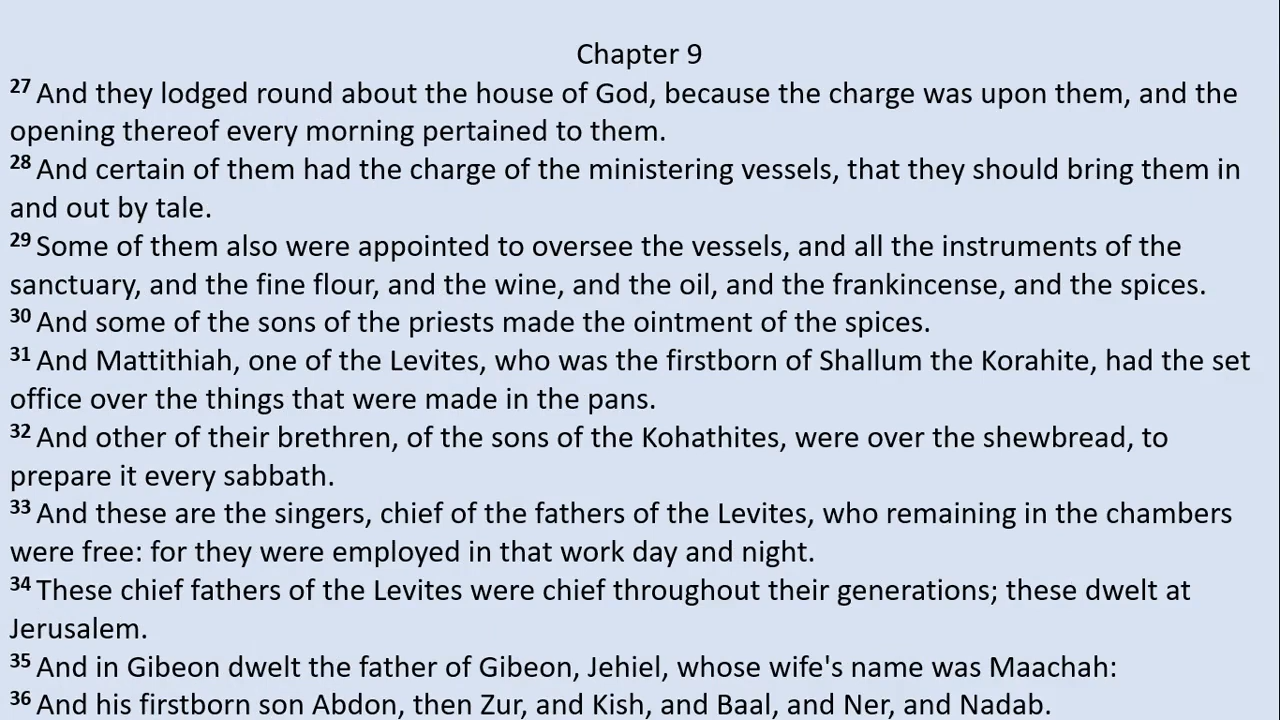 Chapter 9
27 And they lodged round about the house of God, because the charge was upon them, and the
opening thereof every morning pertained to them.
28 And certain of them had the charge of the ministering vessels, that they should bring them in
and out by tale.
29 Some of them also were appointed to oversee the vessels, and all the instruments of the
sanctuary, and the fine flour, and the wine, and the oil, and the frankincense, and the spices.
30 And some of the sons of the priests made the ointment of the spices.
31 And Mattithiah, one of the Levites, who was the firstborn of Shallum the Korahite, had the set
office over the things that were made in the pans.
32 And other of their brethren, of the sons of the Kohathites, were over the shewbread, to
prepare it every sabbath.
33 And these are the singers, chief of the fathers of the Levites, who remaining in the chambers
were free: for they were employed in that work day and night.
34 These chief fathers of the Levites were chief throughout their generations; these dwelt at
Jerusalem.
35 And in Gibeon dwelt the father of Gibeon, Jehiel, whose wife's name was Maachah:
36 And his firstborn son Abdon, then Zur, and Kish, and Baal, and Ner, and Nadab.